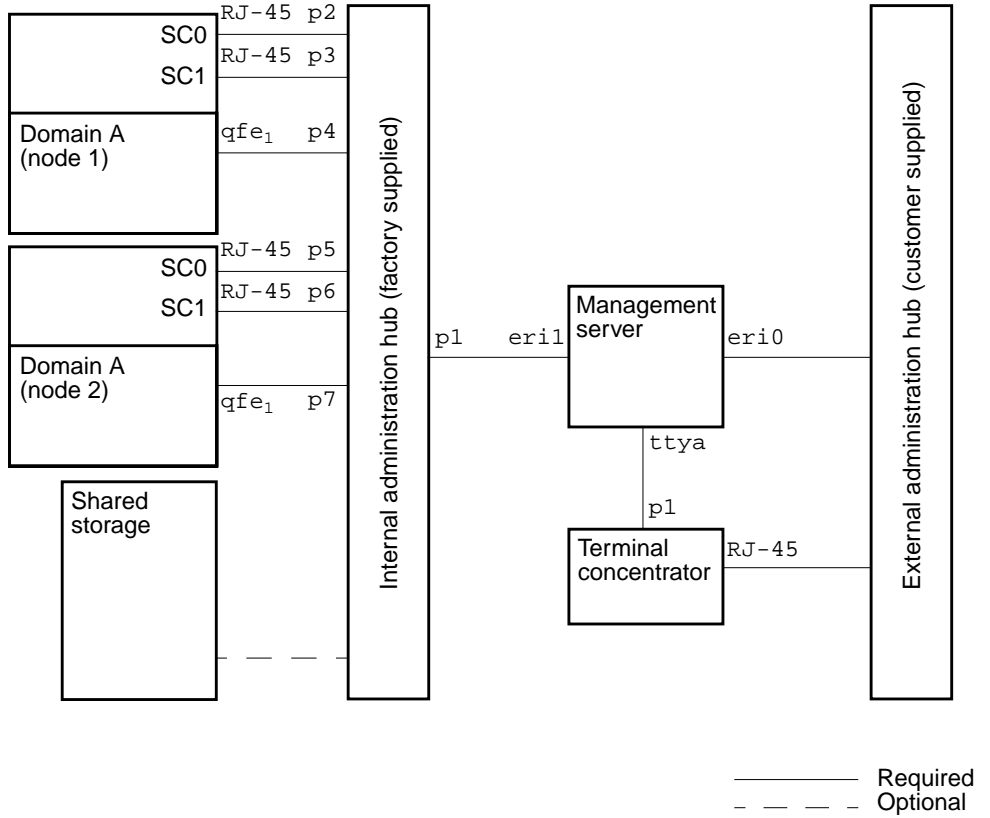 RJ-45 p2
SC0
RJ-45 p3
SC1
qfe1 p4
Domain A
(node 1)
RJ-45 p5
SC0
RJ-45 p6
SC1
Domain A
(node 2)
qfe1 p7
Shared
storage
Internal administration hub (factory supplied)
p1 eri1
Management
server
eri0
ttya
p1
Terminal
concentrator
RJ-45
External administration hub (customer supplied)
Required
Optional